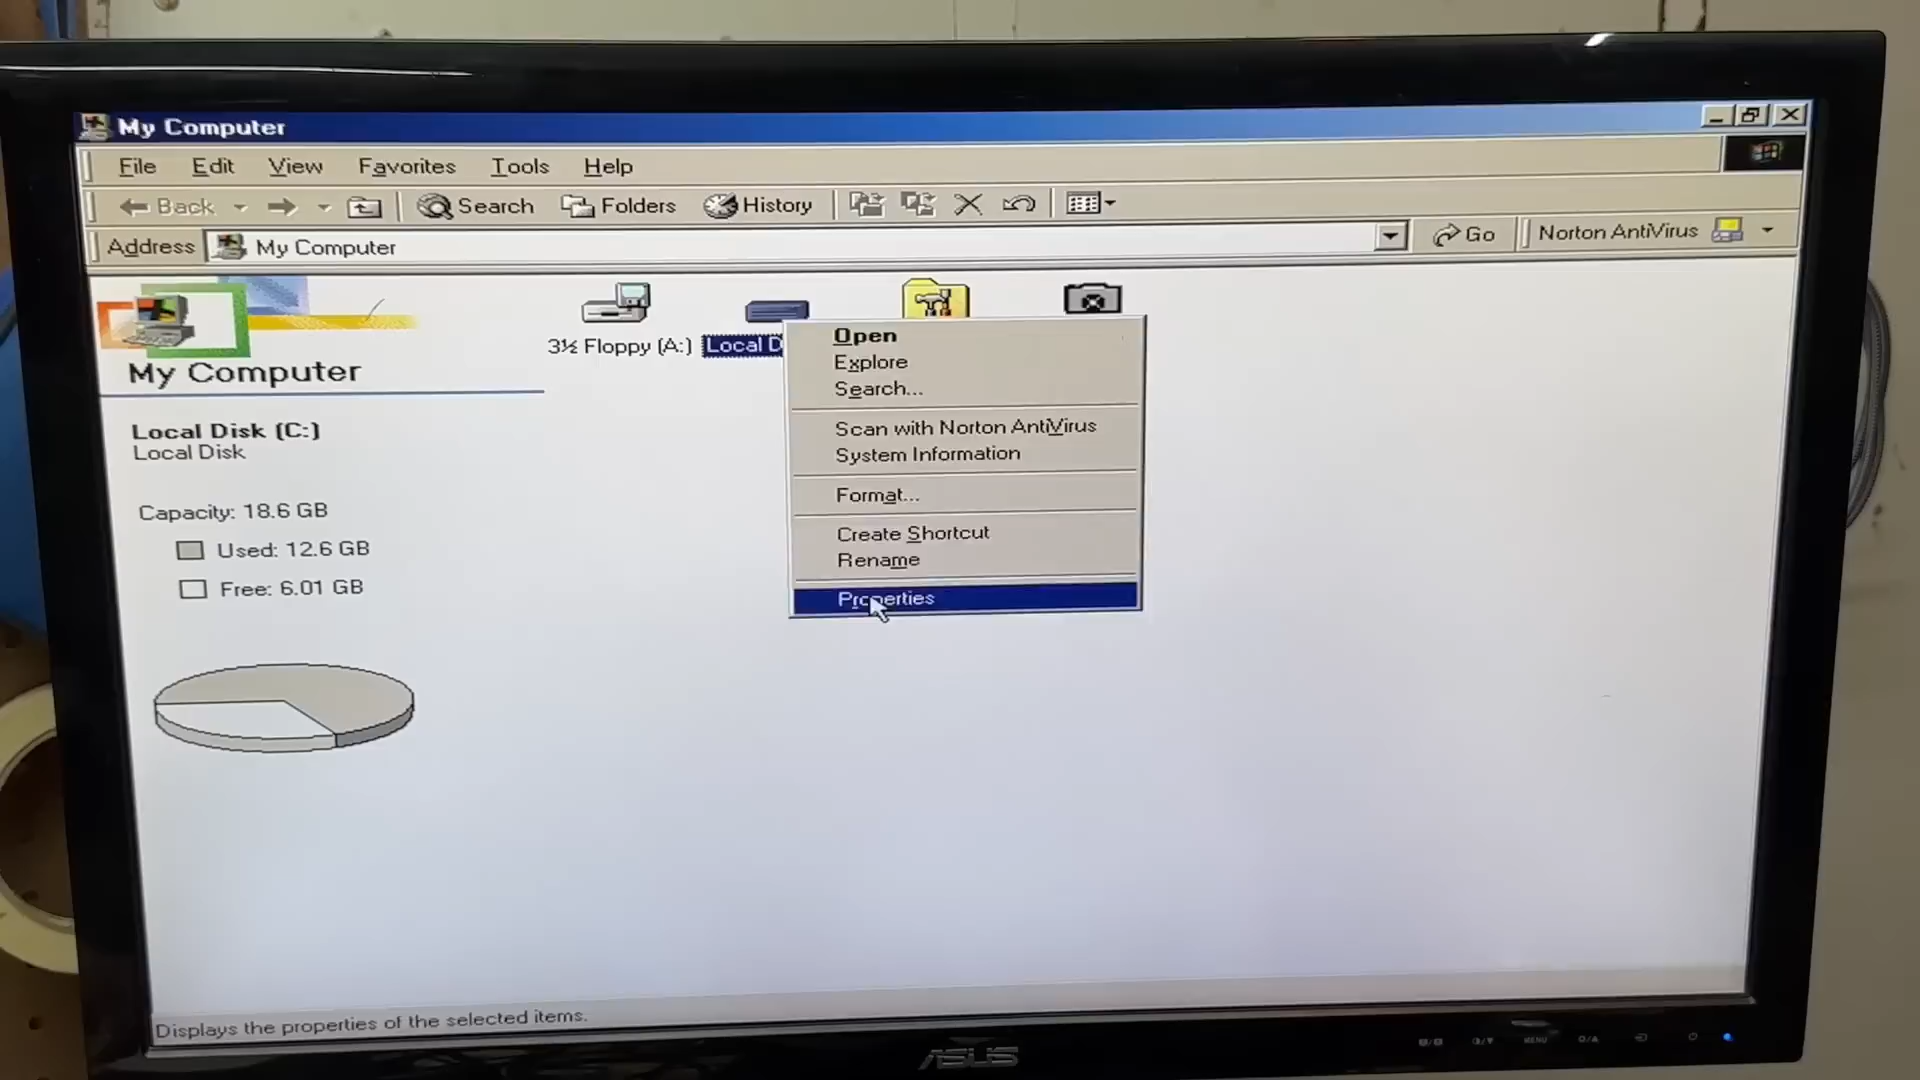 My Computer
File Edit View Favorites Tools Help
Back Search Folders History
Address My Computer Go Norton AntiVirus
3½ Floppy (A:) Local D
My Computer
Local Disk (C:)
Local Disk
Capacity: 18.6 GB
Used: 12.6 GB
Free: 6.01 GB
Open
Explore
Search...
Scan with Norton AntiVirus
System Information
Format...
Create Shortcut
Rename
Properties
Displays the properties of the selected items.
ASUS
MENU